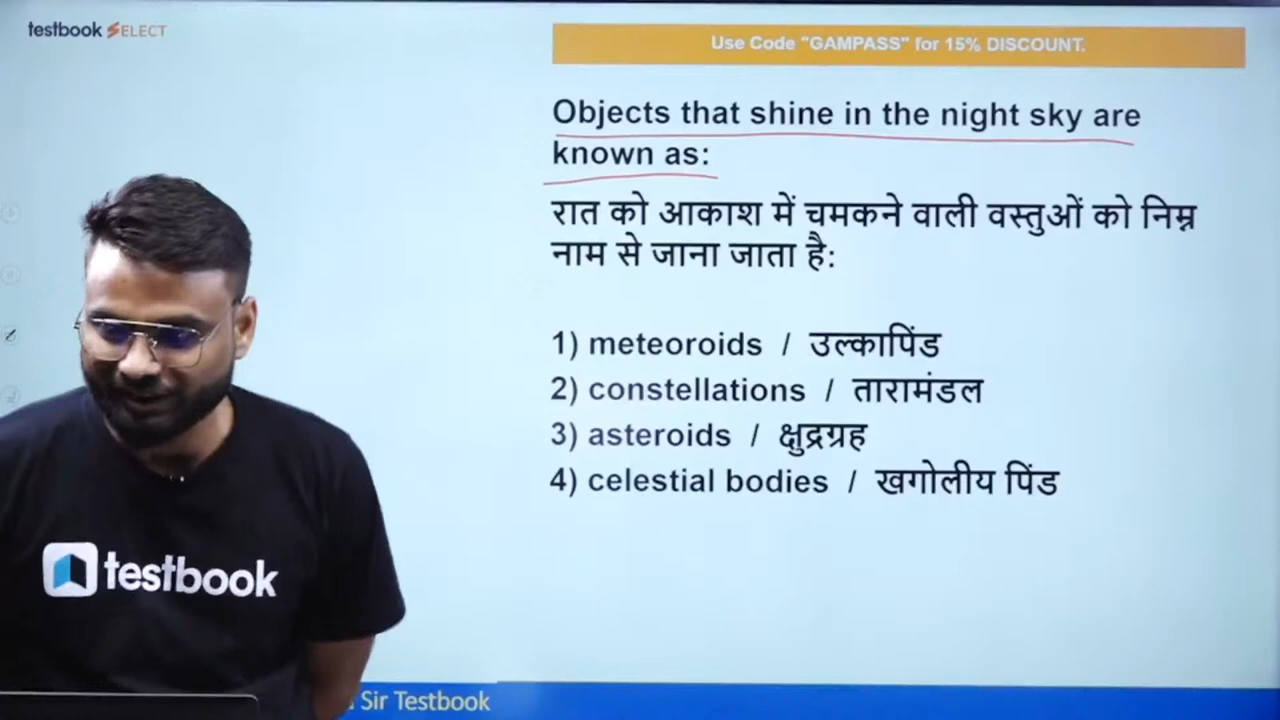 testbook SELECT
Use Code "GAMPASS" for 15% DISCOUNT.
Objects that shine in the night sky are
known as:
रात को आकाश में चमकने वाली वस्तुओं को निम्न
नाम से जाना जाता है:
1) meteoroids / उल्कापिंड
2) constellations / तारामंडल
3) asteroids / क्षुद्रग्रह
4) celestial bodies / खगोलीय पिंड
testbook
Sir Testbook